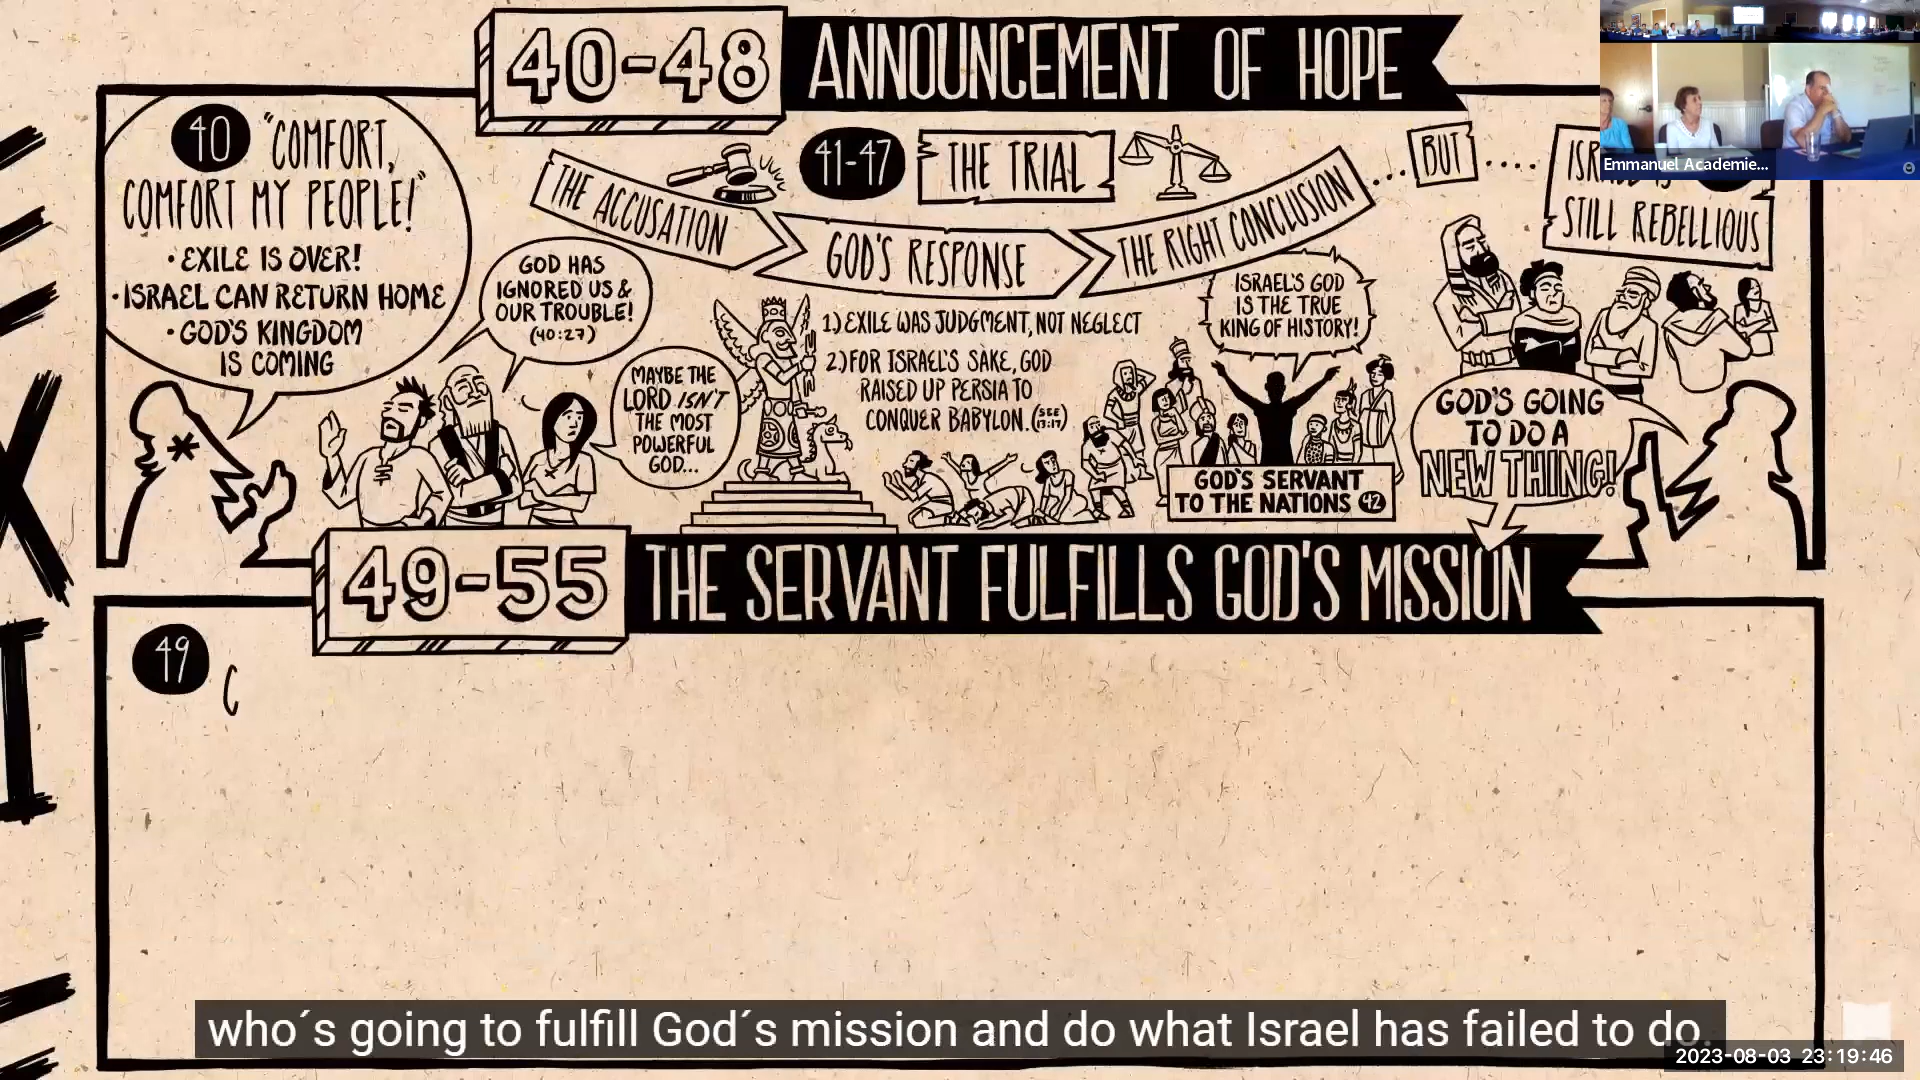 40-48 ANNOUNCEMENT OF HOPE
40 "COMFORT,
COMFORT MY PEOPLE!"
• EXILE IS OVER!
• ISRAEL CAN RETURN HOME
• GOD'S KINGDOM
IS COMING
GOD HAS
IGNORED US &
OUR TROUBLE!
(40:27)
MAYBE THE
LORD ISN'T
THE MOST
POWERFUL
GOD...
41-47 THE TRIAL
THE ACCUSATION
GOD'S RESPONSE
THE RIGHT CONCLUSION
1.) EXILE WAS JUDGMENT, NOT NEGLECT
2.) FOR ISRAEL'S SAKE, GOD
RAISED UP PERSIA TO
CONQUER BABYLON. (SEE
ISRAEL'S GOD
IS THE TRUE
KING OF HISTORY!
GOD'S SERVANT
TO THE NATIONS 42
... BUT ....
STILL REBELLIOUS
GOD'S GOING
TO DO A
NEW THING!
Emmanuel Academie...
49-55 THE SERVANT FULFILLS GOD'S MISSION
49 C
who´s going to fulfill God´s mission and do what Israel has failed to do.
2023-08-03 23:19:46